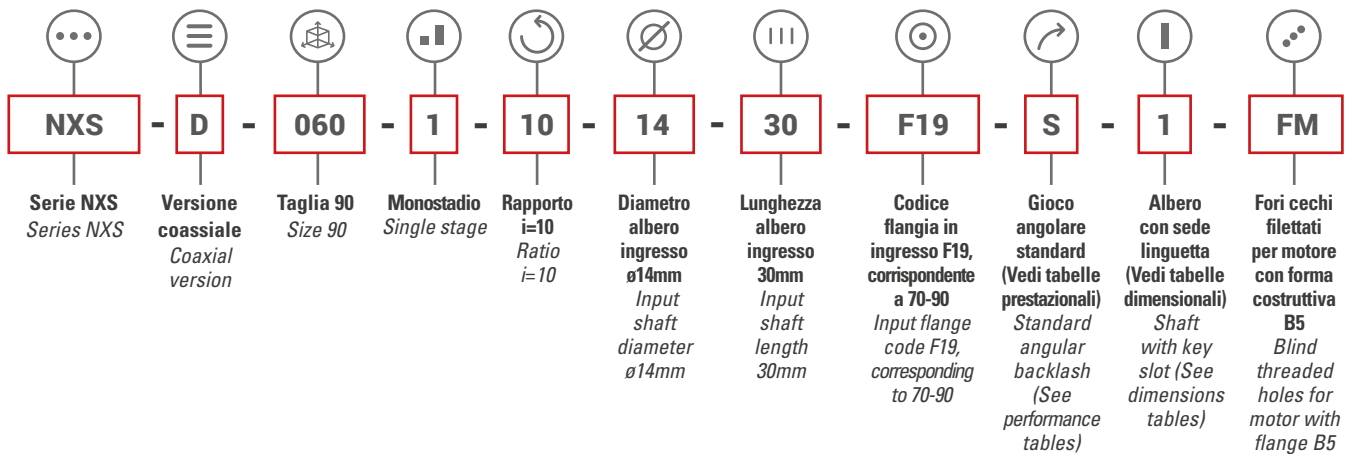 NXS - D - 060 - 1 - 10 - 14 - 30 - F19 - S - 1 - FM
Serie NXS
Series NXS
Versione
coassiale
Coaxial
version
Taglia 90
Size 90
Monostadio
Single stage
Rapporto
i=10
Ratio
i=10
Diametro
albero
ingresso
ø14mm
Input
shaft
diameter
ø14mm
Lunghezza
albero
ingresso
30mm
Input
shaft
length
30mm
Codice
flangia in
ingresso F19,
corrispondente
a 70-90
Input flange
code F19,
corresponding
to 70-90
Gioco
angolare
standard
(Vedi tabelle
prestazionali)
Standard
angular
backlash
(See
performance
tables)
Albero
con sede
linguetta
(Vedi tabelle
dimensionali)
Shaft
with key
slot (See
dimensions
tables)
Fori cechi
filettati
per motore
con forma
costruttiva
B5
Blind
threaded
holes for
motor with
flange B5